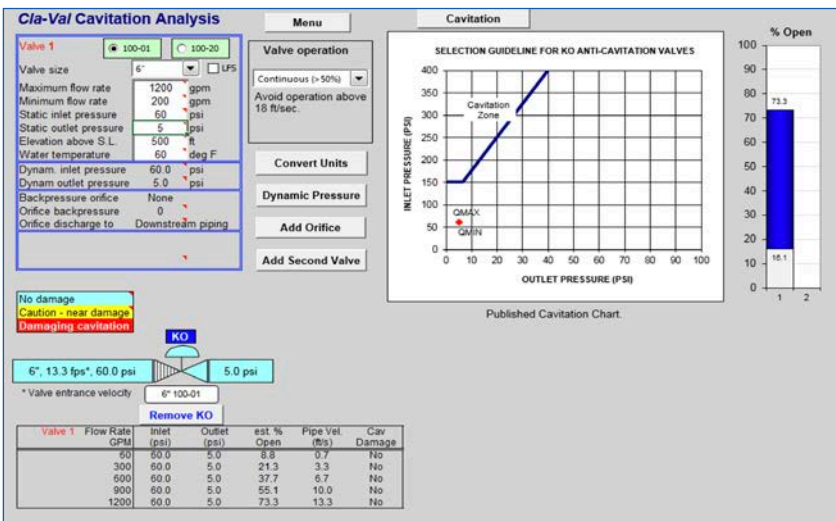 Cla-Val Cavitation Analysis
Menu
Cavitation
Valve 1
100-01
100-20
Valve size
6"
LFS
Maximum flow rate 1200 gpm
Minimum flow rate 200 gpm
Static inlet pressure 60 psi
Static outlet pressure 5 psi
Elevation above S.L. 500 ft
Water temperature 60 deg F
Dynam. inlet pressure 60.0 psi
Dynam outlet pressure 5.0 psi
Backpressure orifice None
Orifice backpressure 0
Orifice discharge to Downstream piping
Valve operation
Continuous (>50%)
Avoid operation above
18 ft/sec.
Convert Units
Dynamic Pressure
Add Orifice
Add Second Valve
SELECTION GUIDELINE FOR KO ANTI-CAVITATION VALVES
INLET PRESSURE (PSI)
400
350
300
250
200
150
100
50
0
Cavitation
Zone
QMAX
QMIN
0 10 20 30 40 50 60 70 80 90 100
OUTLET PRESSURE (PSI)
Published Cavitation Chart.
% Open
100
90
80
70
60
50
40
30
20
10
0
73.3
16.1
1 2
No damage
Caution - near damage
Damaging cavitation
KO
6", 13.3 fps*, 60.0 psi
5.0 psi
* Valve entrance velocity
6" 100-01
Remove KO
Valve 1 Flow Rate Inlet Outlet est. % Pipe Vel. Cav
GPM (psi) (psi) Open (ft/s) Damage
60 60.0 5.0 8.8 0.7 No
300 60.0 5.0 21.3 3.3 No
600 60.0 5.0 37.7 6.7 No
900 60.0 5.0 55.1 10.0 No
1200 60.0 5.0 73.3 13.3 No